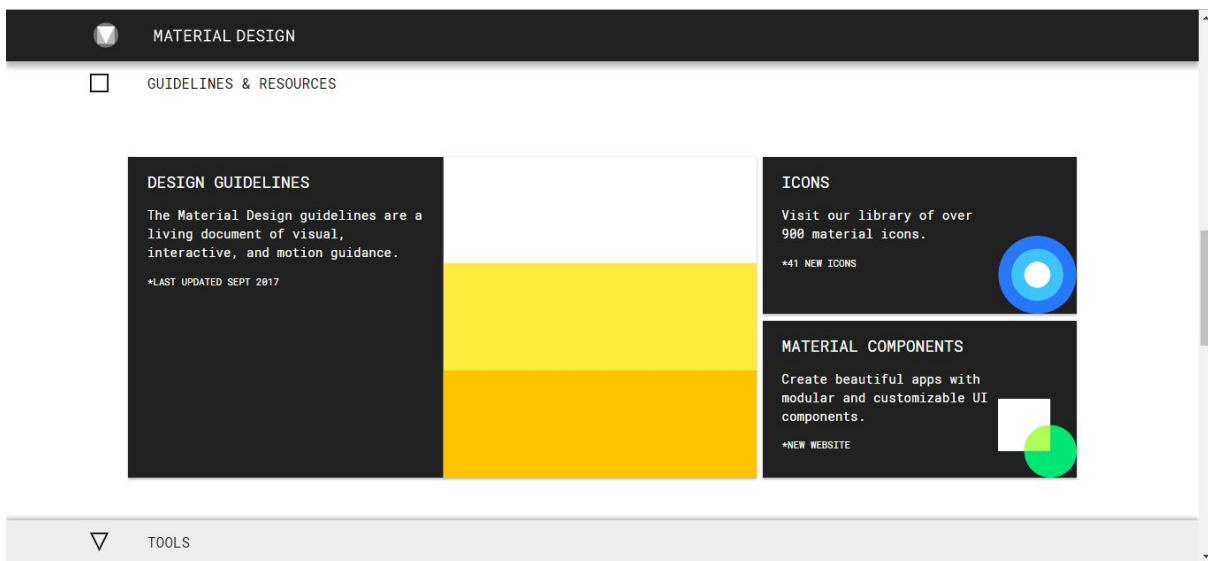 MATERIAL DESIGN
GUIDELINES & RESOURCES
DESIGN GUIDELINES
The Material Design guidelines are a
living document of visual,
interactive, and motion guidance.
*LAST UPDATED SEPT 2017
ICONS
Visit our library of over
900 material icons.
*41 NEW ICONS
MATERIAL COMPONENTS
Create beautiful apps with
modular and customizable UI
components.
*NEW WEBSITE
TOOLS